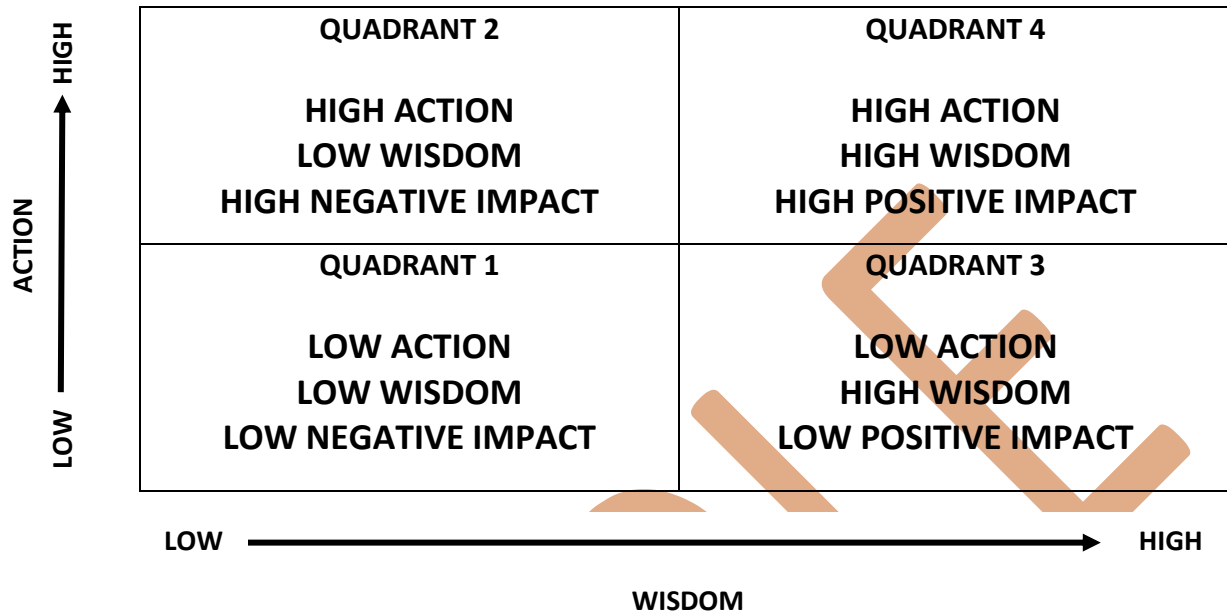 HIGH
ACTION
LOW
QUADRANT 2
HIGH ACTION
LOW WISDOM
HIGH NEGATIVE IMPACT
QUADRANT 4
HIGH ACTION
HIGH WISDOM
HIGH POSITIVE IMPACT
QUADRANT 1
LOW ACTION
LOW WISDOM
LOW NEGATIVE IMPACT
QUADRANT 3
LOW ACTION
HIGH WISDOM
LOW POSITIVE IMPACT
LOW
HIGH
WISDOM